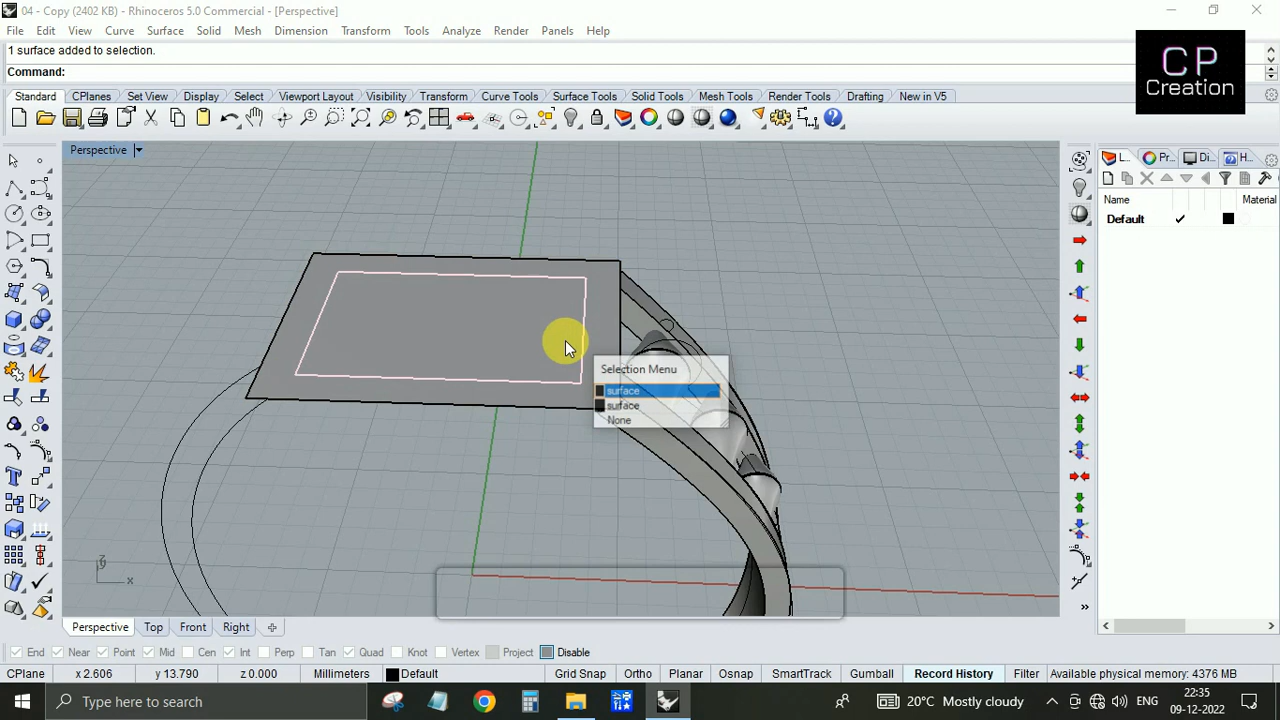 04 - Copy (2402 KB) - Rhinoceros 5.0 Commercial - [Perspective]
File Edit View Curve Surface Solid Mesh Dimension Transform Tools Analyze Render Panels Help
1 surface added to selection.
Command:
CP
Creation
Standard CPlanes Set View Display Select Viewport Layout Visibility Transform Curve Tools Surface Tools Solid Tools Mesh Tools Render Tools Drafting New in V5
Perspective
L... Pr... Di... H...
Name Material
Default
Selection Menu
surface
surface
None
z
x
Perspective Top Front Right
End Near Point Mid Cen Int Perp Tan Quad Knot Vertex Project Disable
CPlane x 2.606 y 13.790 z 0.000 Millimeters Default Grid Snap Ortho Planar Osnap SmartTrack Gumball Record History Filter Available physical memory: 4376 MB
Type here to search
20°C Mostly cloudy
ENG
22:35
09-12-2022